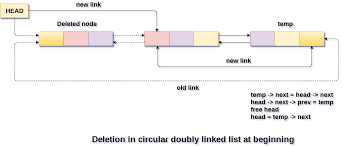 HEAD
new link
Deleted node
temp
new link
old link
temp -> next = head -> next
head -> next -> prev = temp
free head
head = temp -> next
Deletion in circular doubly linked list at beginning